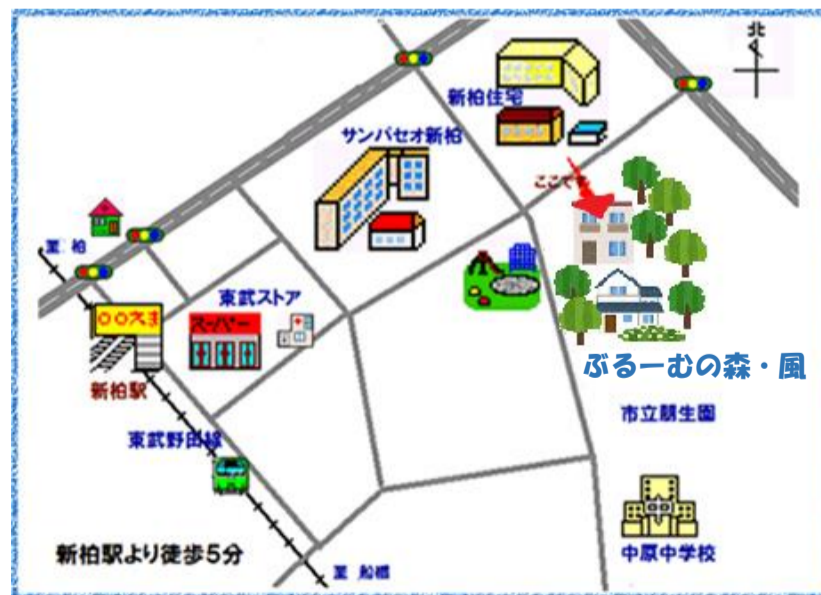 北
新柏住宅
サンパセオ新柏
ここです
至 柏
東武ストア
スーパー
○○えき
新柏駅
ぶるーむの森・風
東武野田線
市立朋生園
新柏駅より徒歩5分
至 船橋
中原中学校